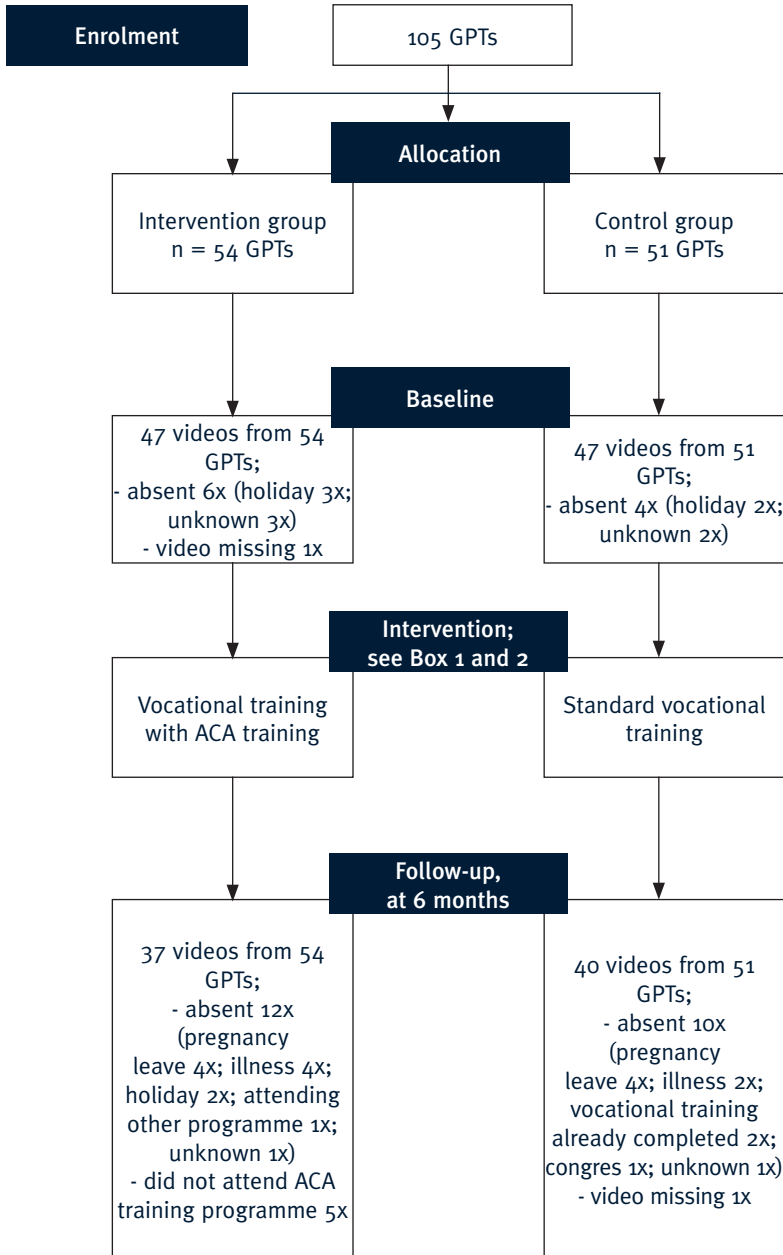 Enrolment
105 GPTs
Allocation
Intervention group
n = 54 GPTs
Control group
n = 51 GPTs
Baseline
47 videos from 54
GPTs;
- absent 6x (holiday 3x;
unknown 3x)
- video missing 1x
47 videos from 51
GPTs;
- absent 4x (holiday 2x;
unknown 2x)
Intervention;
see Box 1 and 2
Vocational training
with ACA training
Standard vocational
training
Follow-up,
at 6 months
37 videos from 54
GPTs;
- absent 12x
(pregnancy
leave 4x; illness 4x;
holiday 2x; attending
other programme 1x;
unknown 1x)
- did not attend ACA
training programme 5x
40 videos from 51
GPTs;
- absent 10x
(pregnancy
leave 4x; illness 2x;
vocational training
already completed 2x;
congres 1x; unknown 1x)
- video missing 1x